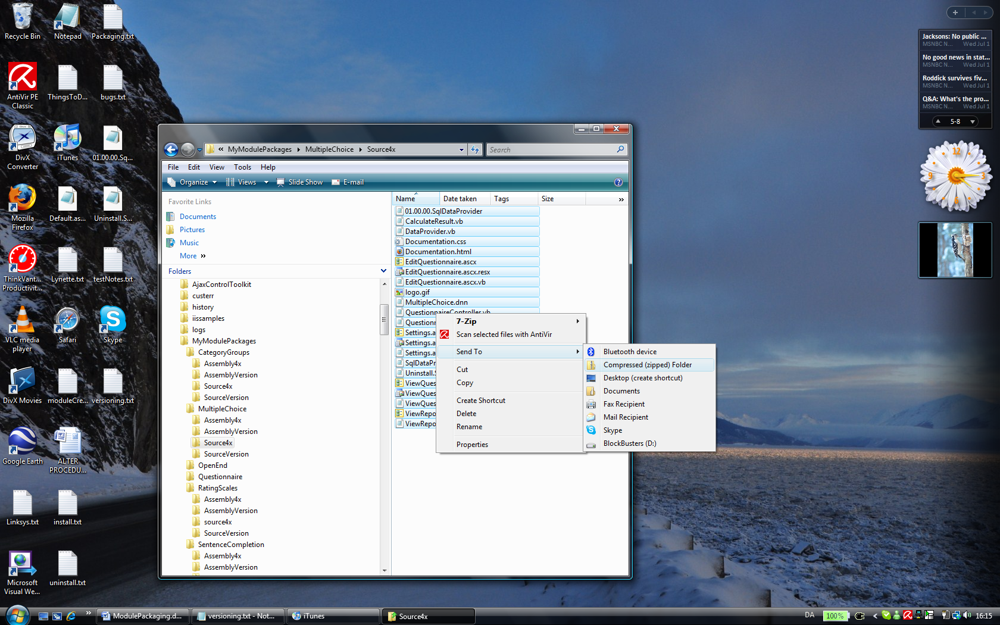 Recycle Bin
Notepad
Packaging.txt
AntiVir PE Classic
ThingsToD...
bugs.txt
DivX Converter
iTunes
01.00.00.Sq...
Mozilla Firefox
Default.as...
Uninstall.S...
ThinkVant... Productivit...
Lynette.txt
testNotes.txt
VLC media player
Safari
Skype
DivX Movies
moduleCre...
versioning.txt
Google Earth
ALTER PROCEDU...
Linksys.txt
install.txt
Microsoft Visual We...
uninstall.txt
« MyModulePackages MultipleChoice Source4x
Search
File Edit View Tools Help
Organize Views Slide Show E-mail
Favorite Links
Documents
Pictures
Music
More »
Folders
AjaxControlToolkit
custerr
history
iissamples
logs
MyModulePackages
CategoryGroups
Assembly4x
AssemblyVersion
Source4x
SourceVersion
MultipleChoice
Assembly4x
AssemblyVersion
Source4x
SourceVersion
OpenEnd
Questionnaire
RatingScales
Assembly4x
AssemblyVersion
source4x
SourceVersion
SentenceCompletion
Assembly4x
AssemblyVersion
Name Date taken Tags Size »
01.00.00.SqlDataProvider
CalculateResult.vb
DataProvider.vb
Documentation.css
Documentation.html
EditQuestionnaire.ascx
EditQuestionnaire.ascx.resx
EditQuestionnaire.ascx.vb
logo.gif
MultipleChoice.dnn
QuestionnaireController.vb
Question
Settings.a
Settings.a
Settings.a
SqlDataPr
Uninstall.
ViewQues
ViewQues
ViewQues
ViewRepo
ViewRepo
7-Zip
Scan selected files with AntiVir
Send To
Cut
Copy
Create Shortcut
Delete
Rename
Properties
Bluetooth device
Compressed (zipped) Folder
Desktop (create shortcut)
Documents
Fax Recipient
Mail Recipient
Skype
BlockBusters (D:)
Jacksons: No public ...
MSNBC N... Wed Jul 1
No good news in stat...
MSNBC N... Wed Jul 1
Roddick survives fiv...
MSNBC N... Wed Jul 1
Q&A: What's the pro...
MSNBC N... Wed Jul 1
5-8
12
3
6
9
» ModulePackaging.d... versioning.txt - Not... iTunes Source4x
DA 100% 16:15